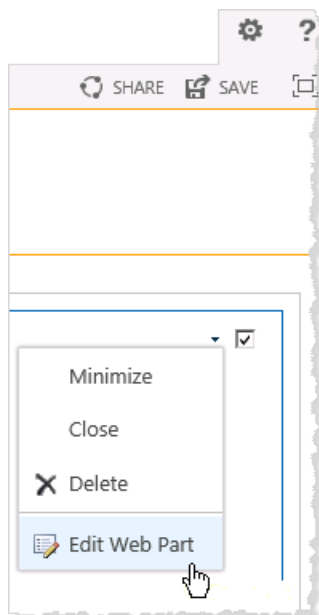 ?
SHARE SAVE
Minimize
Close
Delete
Edit Web Part